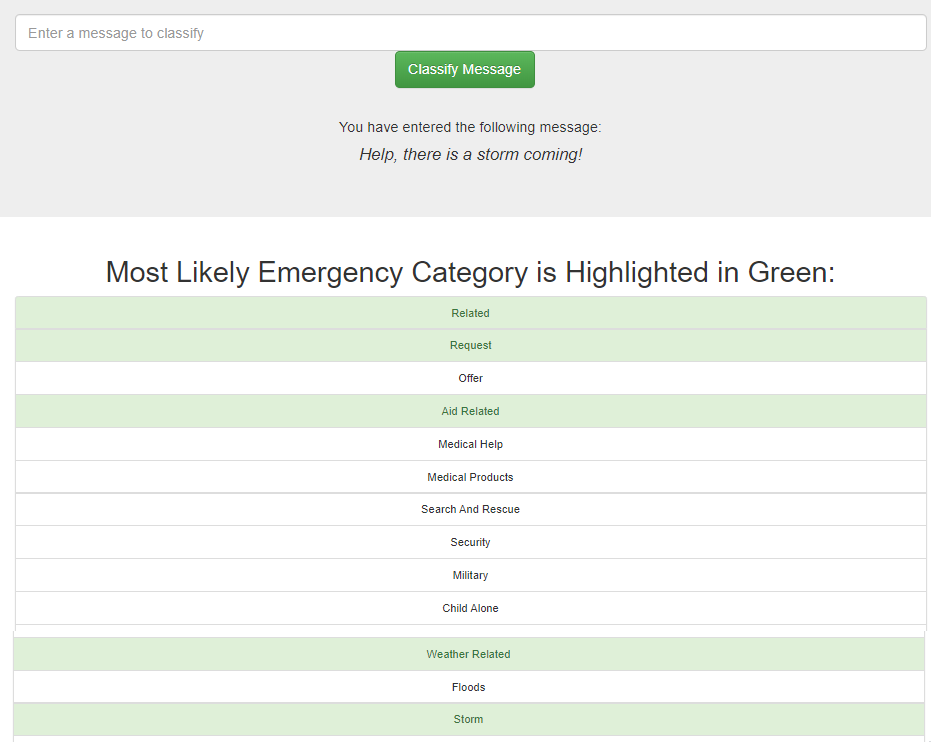 Enter a message to classify
Classify Message
You have entered the following message:
Help, there is a storm coming!
Most Likely Emergency Category is Highlighted in Green:
Related
Request
Offer
Aid Related
Medical Help
Medical Products
Search And Rescue
Security
Military
Child Alone
Weather Related
Floods
Storm